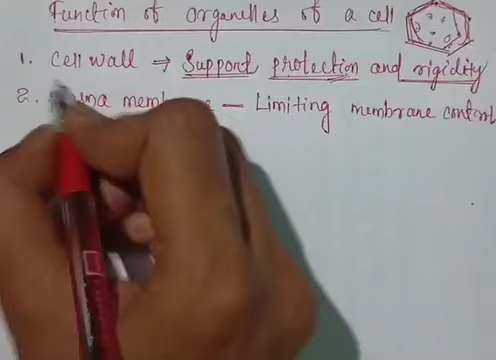 Function of organelles of a cell
1. Cell wall ⇒ Support protection and rigidity
2. — Limiting membrane control